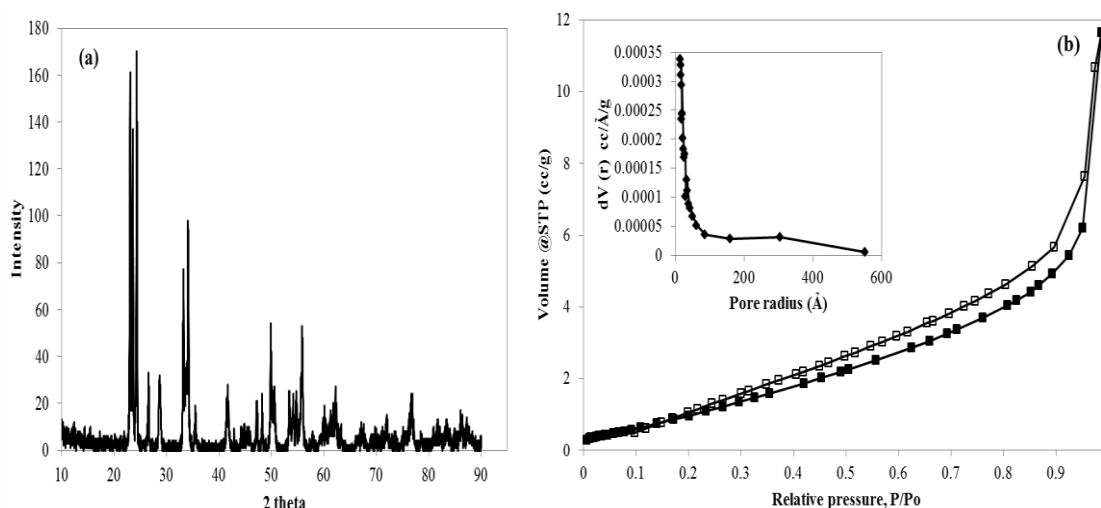 (a)
Intensity
180
160
140
120
100
80
60
40
20
0
10 20 30 40 50 60 70 80 90
2 theta
(b)
Volume @STP (cc/g)
12
10
8
6
4
2
0
0 0.1 0.2 0.3 0.4 0.5 0.6 0.7 0.8 0.9
Relative pressure, P/Po
dV (r) cc/Å/g
0.00035
0.0003
0.00025
0.0002
0.00015
0.0001
0.00005
0
0 200 400 600
Pore radius (Å)